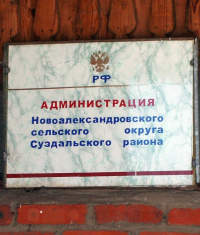 РФ
АДМИНИСТРАЦИЯ
Новоалександровского
сельского округа
Суздальского района